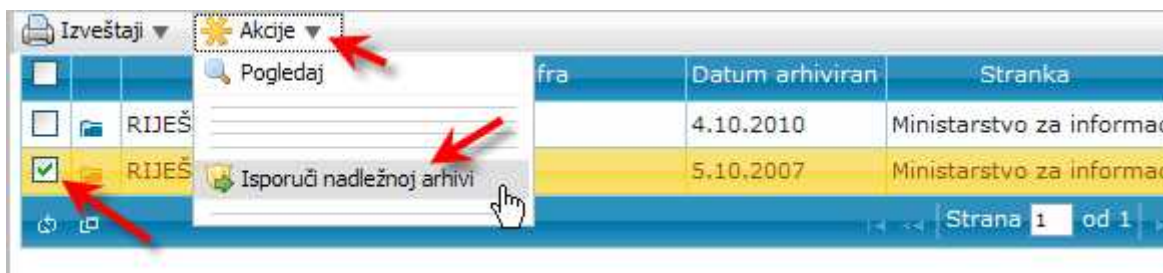 Izveštaji Akcije
Pogledaj
fra Datum arhiviran Stranka
RIJEŠ 4.10.2010 Ministarstvo za informac
RIJEŠ 5.10.2007 Ministarstvo za informac
Isporuči nadležnoj arhivi
Strana 1 od 1